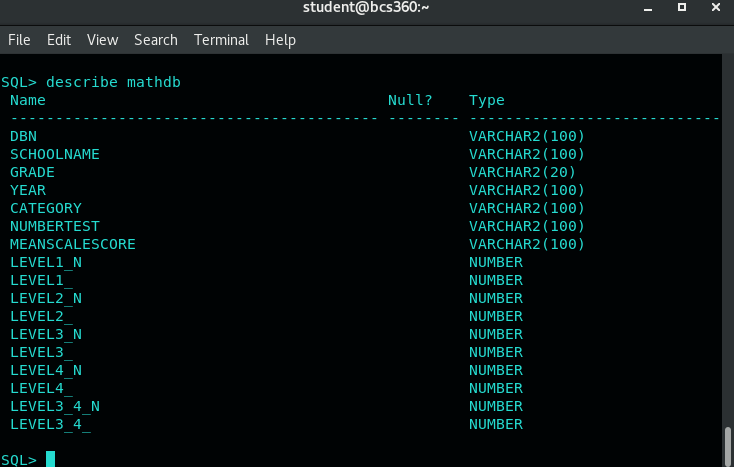 student@bcs360:~
File Edit View Search Terminal Help
SQL> describe mathdb
Name Null? Type
----------------------------------------- -------- ----------------------------
DBN VARCHAR2(100)
SCHOOLNAME VARCHAR2(100)
GRADE VARCHAR2(20)
YEAR VARCHAR2(100)
CATEGORY VARCHAR2(100)
NUMBERTEST VARCHAR2(100)
MEANSCALESCORE VARCHAR2(100)
LEVEL1_N NUMBER
LEVEL1_ NUMBER
LEVEL2_N NUMBER
LEVEL2_ NUMBER
LEVEL3_N NUMBER
LEVEL3_ NUMBER
LEVEL4_N NUMBER
LEVEL4_ NUMBER
LEVEL3_4_N NUMBER
LEVEL3_4_ NUMBER
SQL>